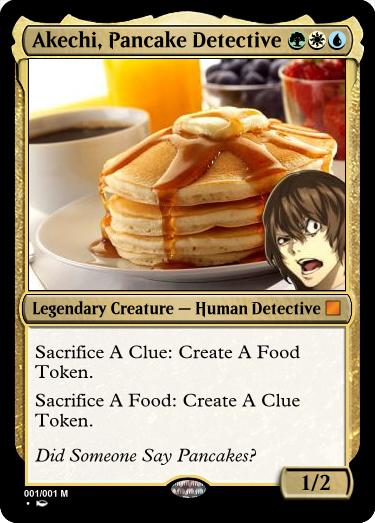 Akechi, Pancake Detective
Legendary Creature — Human Detective
Sacrifice A Clue: Create A Food
Token.
Sacrifice A Food: Create A Clue
Token.
Did Someone Say Pancakes?
1/2
001/001 M